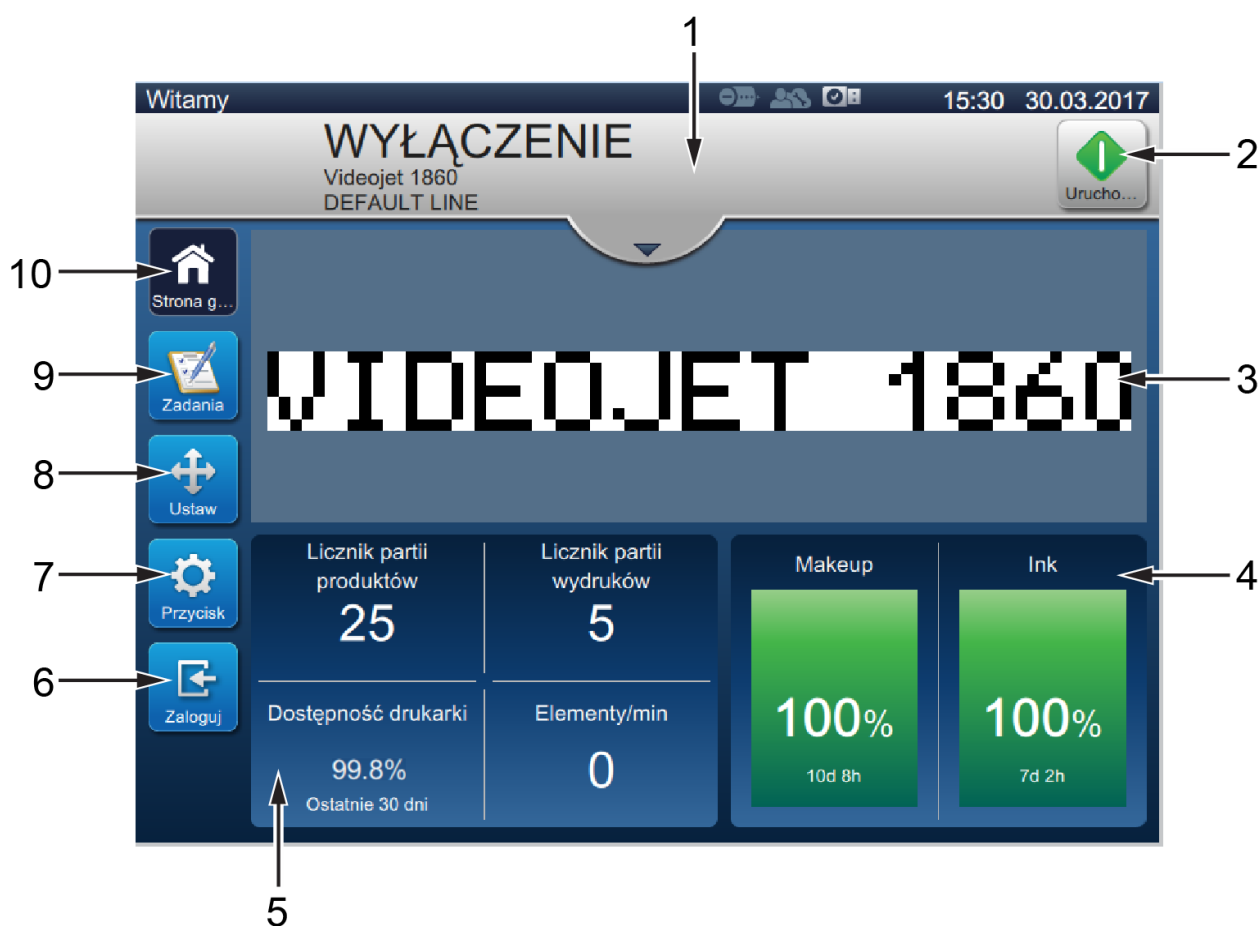 1
Witamy
15:30 30.03.2017
WYŁĄCZENIE
Videojet 1860
DEFAULT LINE
Urucho...
2
10
Strona g...
9
Zadania
VIDEOJET 1860
3
8
Ustaw
7
Przycisk
6
Zaloguj
Licznik partii
produktów
25
Licznik partii
wydruków
5
Dostępność drukarki
99.8%
Ostatnie 30 dni
Elementy/min
0
Makeup
100%
10d 8h
Ink
100%
7d 2h
4
5